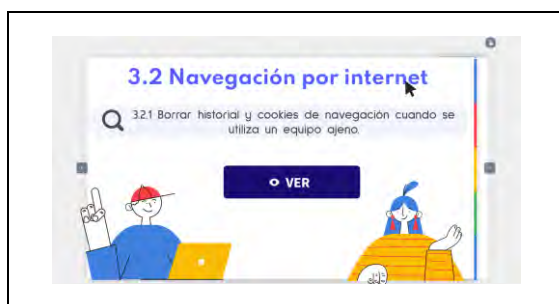 3.2 Navegación por internet
3.2.1 Borrar historial y cookies de navegación cuando se
utiliza un equipo ajeno.
VER